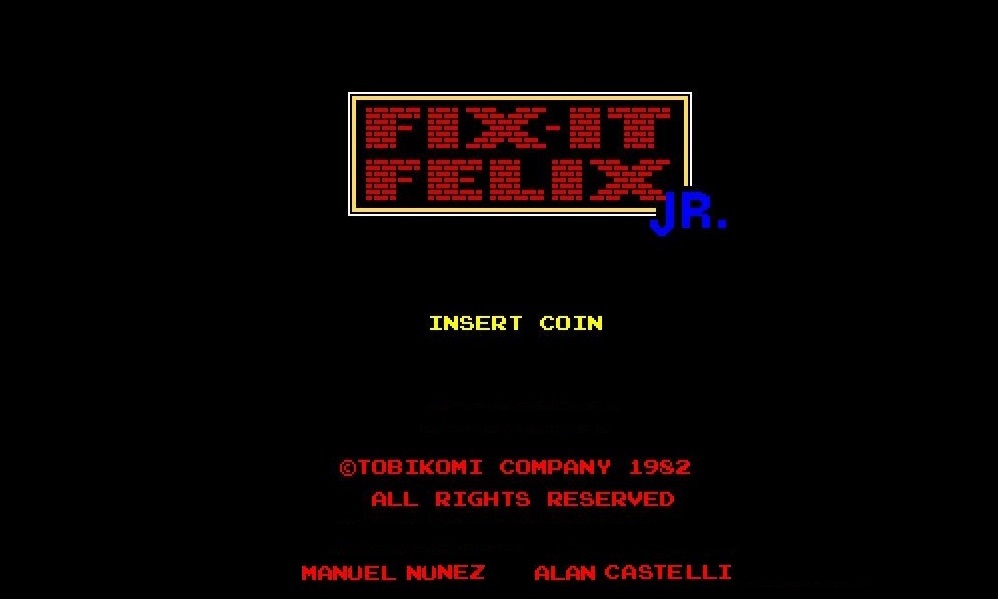 FIX-IT
FELIX
JR.
INSERT COIN
©TOBIKOMI COMPANY 1982
ALL RIGHTS RESERVED
MANUEL NUNEZ ALAN CASTELLI